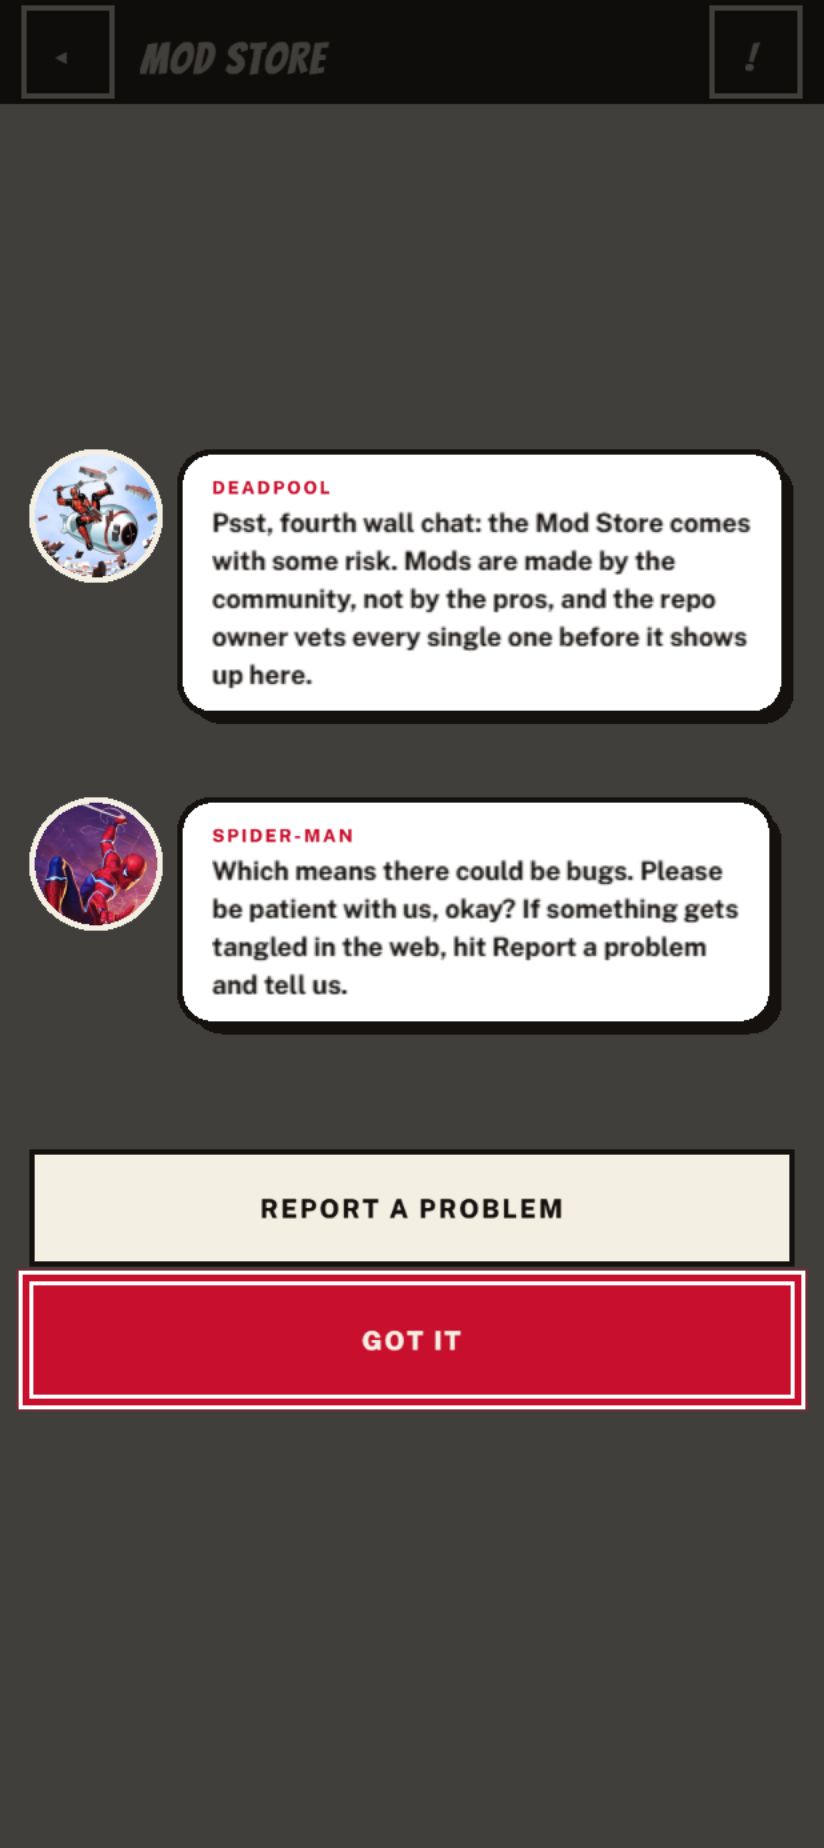 MOD STORE
!
DEADPOOL
Psst, fourth wall chat: the Mod Store comes
with some risk. Mods are made by the
community, not by the pros, and the repo
owner vets every single one before it shows
up here.
SPIDER-MAN
Which means there could be bugs. Please
be patient with us, okay? If something gets
tangled in the web, hit Report a problem
and tell us.
REPORT A PROBLEM
GOT IT